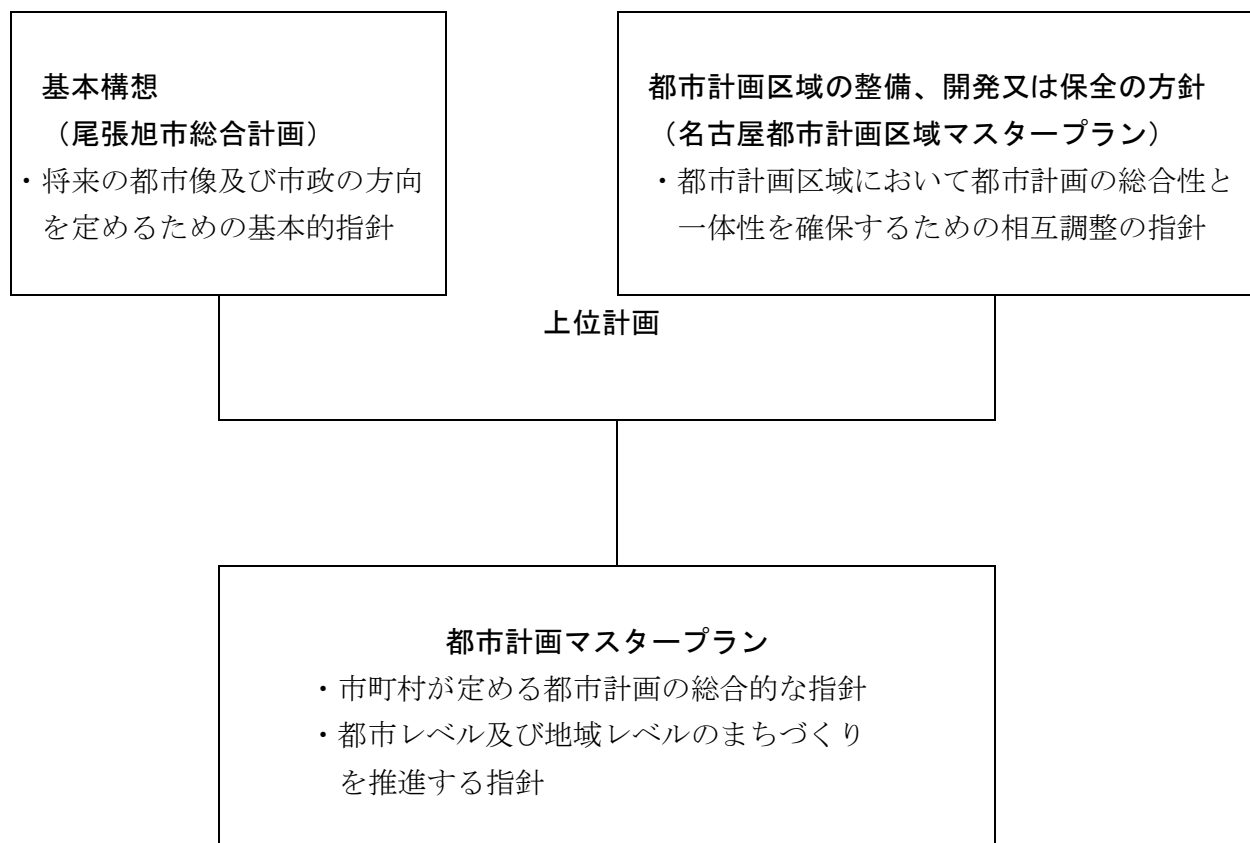 基本構想
（尾張旭市総合計画）
・将来の都市像及び市政の方向
を定めるための基本的指針
都市計画区域の整備、開発又は保全の方針
（名古屋都市計画区域マスタープラン）
・都市計画区域において都市計画の総合性と
一体性を確保するための相互調整の指針
上位計画
都市計画マスタープラン
・市町村が定める都市計画の総合的な指針
・都市レベル及び地域レベルのまちづくり
を推進する指針